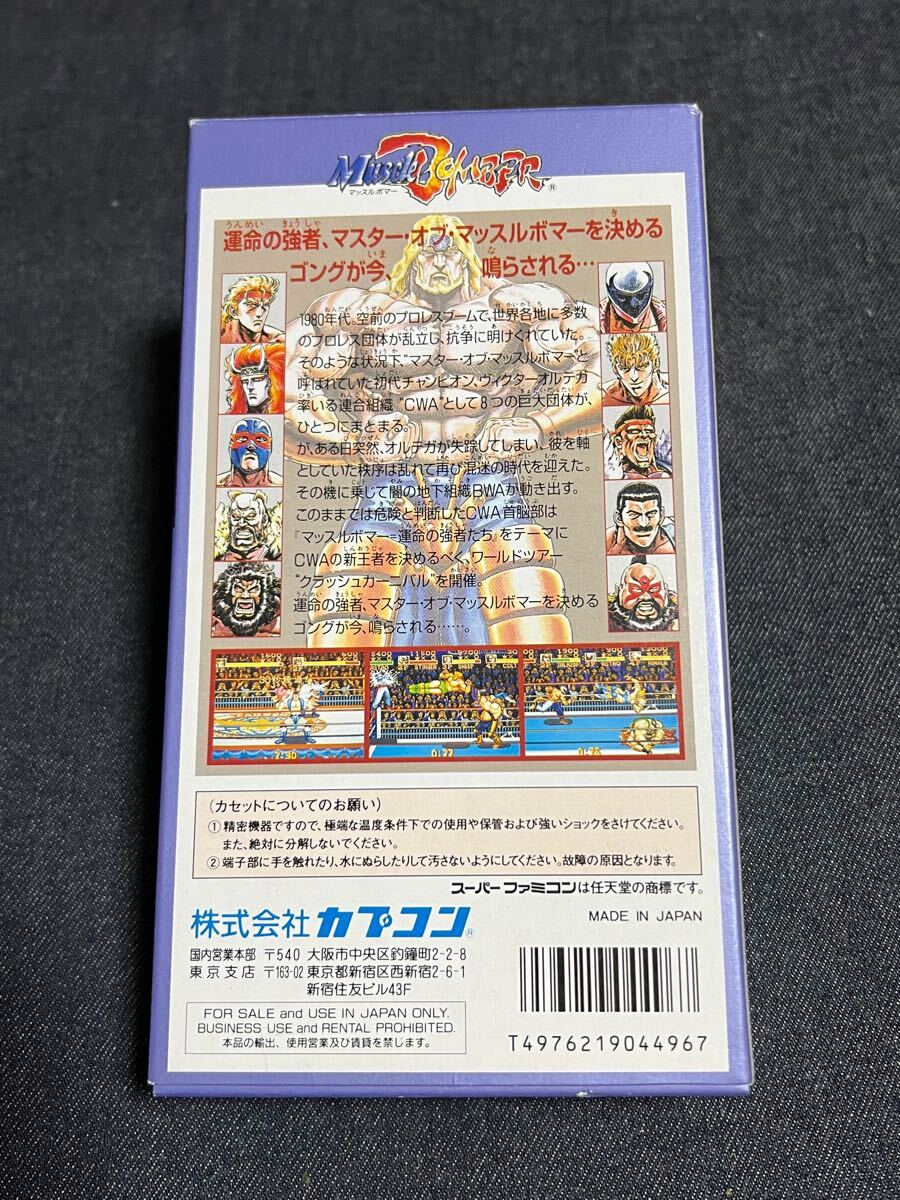 Muscle BOMBER ®
マッスルボマー
運命の強者、マスター・オブ・マッスルボマーを決める
ゴングが今、鳴らされる…
1980年代。空前のプロレスブームで、世界各地に多数
のプロレス団体が乱立し、抗争に明けくれていた。
そのような状況下、"マスター・オブ・マッスルボマー"と
呼ばれていた初代チャンピオン、ヴィクターオルテガ
率いる連合組織 "CWA"として8つの巨大団体が、
ひとつにまとまる。
が、ある日突然、オルテガが失踪してしまい、彼を軸
としていた秩序は乱れて再び混迷の時代を迎えた。
その機に乗じて闇の地下組織BWAが動き出す。
このままでは危険と判断したCWA首脳部は
『マッスルボマー=運命の強者たち』をテーマに
CWAの新王者を決めるべく、ワールドツアー
"クラッシュカーニバル"を開催。
運命の強者、マスター・オブ・マッスルボマーを決める
ゴングが今、鳴らされる……。
2:30
0:22
0:26
(カセットについてのお願い)
①精密機器ですので、極端な温度条件下での使用や保管および強いショックをさけてください。
また、絶対に分解しないでください。
②端子部に手を触れたり、水にぬらしたりして汚さないようにしてください。故障の原因となります。
スーパーファミコンは任天堂の商標です。
株式会社カプコン®
MADE IN JAPAN
国内営業本部 〒540 大阪市中央区釣鐘町2-2-8
東京支店 〒163-02 東京都新宿区西新宿2-6-1
新宿住友ビル43F
FOR SALE and USE IN JAPAN ONLY.
BUSINESS USE and RENTAL PROHIBITED.
本品の輸出、使用営業及び賃貸を禁じます。
T4976219044967